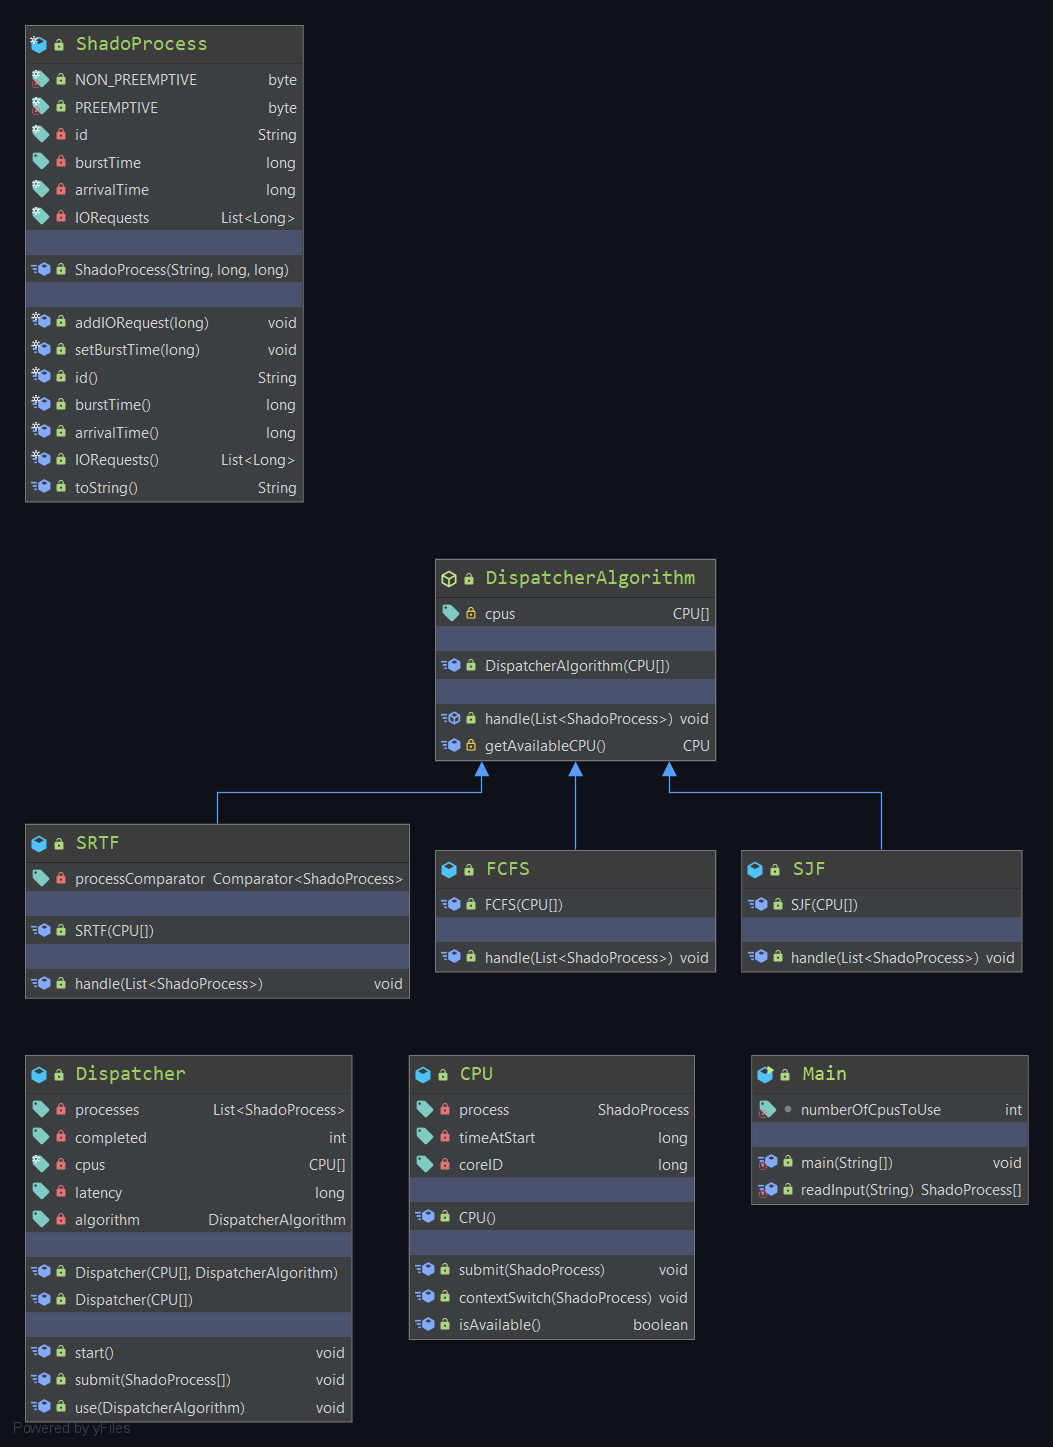 ShadoProcess
NON_PREEMPTIVE byte
PREEMPTIVE byte
id String
burstTime long
arrivalTime long
IORequests List<Long>
ShadoProcess(String, long, long)
addIORequest(long) void
setBurstTime(long) void
id() String
burstTime() long
arrivalTime() long
IORequests() List<Long>
toString() String
DispatcherAlgorithm
cpus CPU[]
DispatcherAlgorithm(CPU[])
handle(List<ShadoProcess>) void
getAvailableCPU() CPU
SRTF
processComparator Comparator<ShadoProcess>
SRTF(CPU[])
handle(List<ShadoProcess>) void
FCFS
FCFS(CPU[])
handle(List<ShadoProcess>) void
SJF
SJF(CPU[])
handle(List<ShadoProcess>) void
Dispatcher
processes List<ShadoProcess>
completed int
cpus CPU[]
latency long
algorithm DispatcherAlgorithm
Dispatcher(CPU[], DispatcherAlgorithm)
Dispatcher(CPU[])
start() void
submit(ShadoProcess[]) void
use(DispatcherAlgorithm) void
CPU
process ShadoProcess
timeAtStart long
coreID long
CPU()
submit(ShadoProcess) void
contextSwitch(ShadoProcess) void
isAvailable() boolean
Main
numberOfCpusToUse int
main(String[]) void
readInput(String) ShadoProcess[]
Powered by yFiles